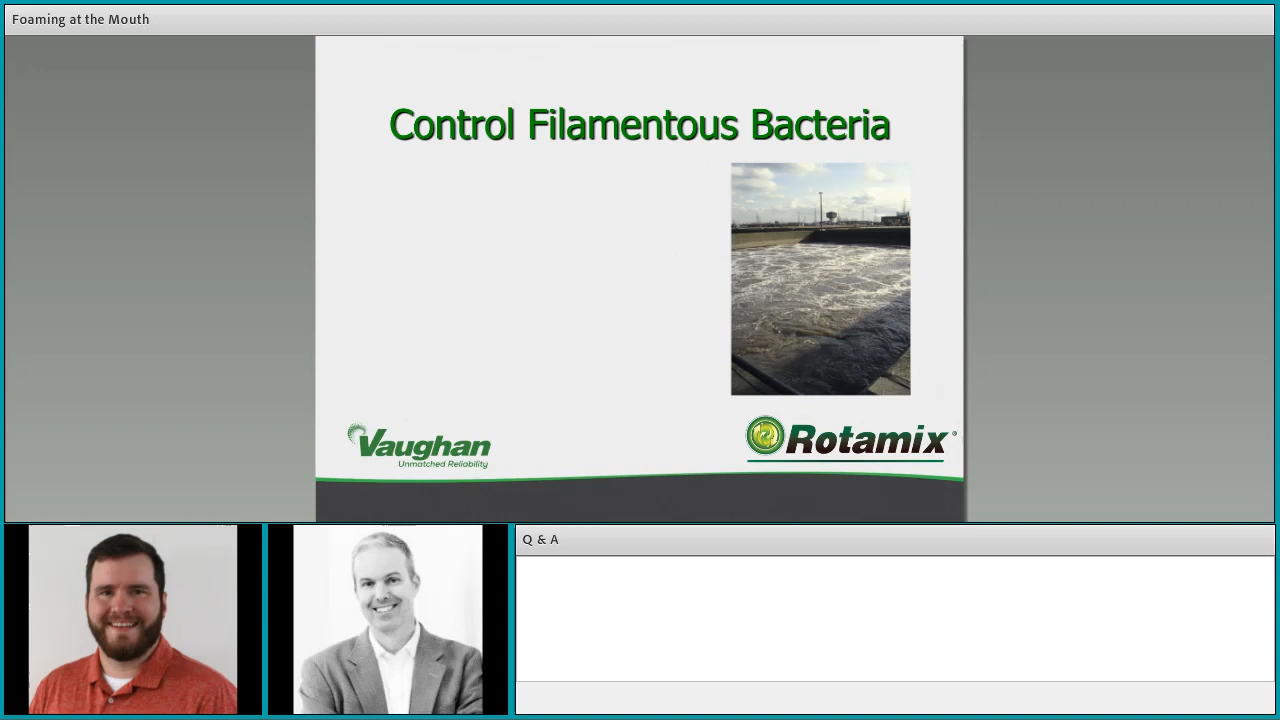 Foaming at the Mouth
Control Filamentous Bacteria
Vaughan
Unmatched Reliability
Rotamix®
Q & A